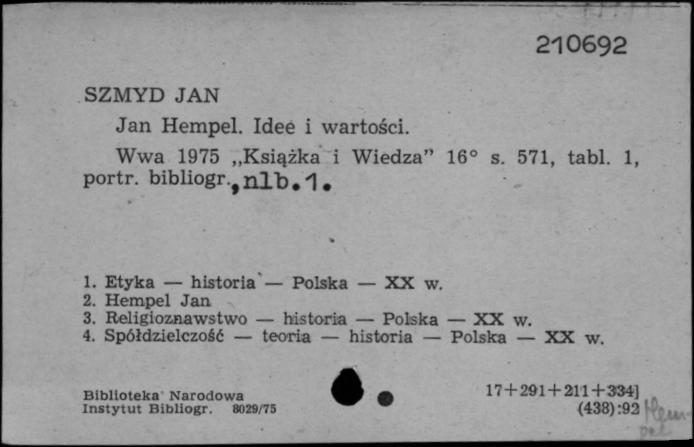 210692
SZMYD JAN
Jan Hempel. Idee i wartości.
Wwa 1975 „Książka i Wiedza” 16° s. 571, tabl. 1,
portr. bibliogr., nlb.1.
1. Etyka — historia — Polska — XX w.
2. Hempel Jan
3. Religioznawstwo — historia — Polska — XX w.
4. Spółdzielczość — teoria — historia — Polska — XX w.
Biblioteka Narodowa
Instytut Bibliogr. 8029/75
17+291+211+334]
(438):92 Hem-
pel